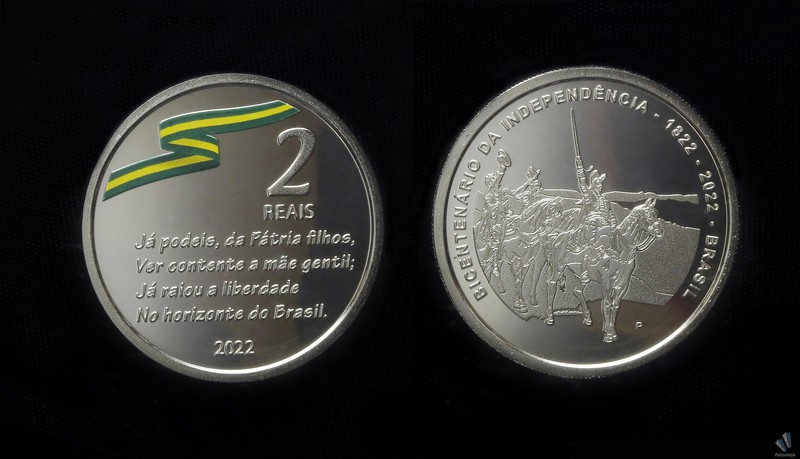 2
REAIS
Já podeis, da Pátria filhos,
Ver contente a mãe gentil;
Já raiou a liberdade
No horizonte do Brasil.
2022
BICENTENÁRIO DA INDEPENDÊNCIA - 1822 - 2022 - BRASIL
P